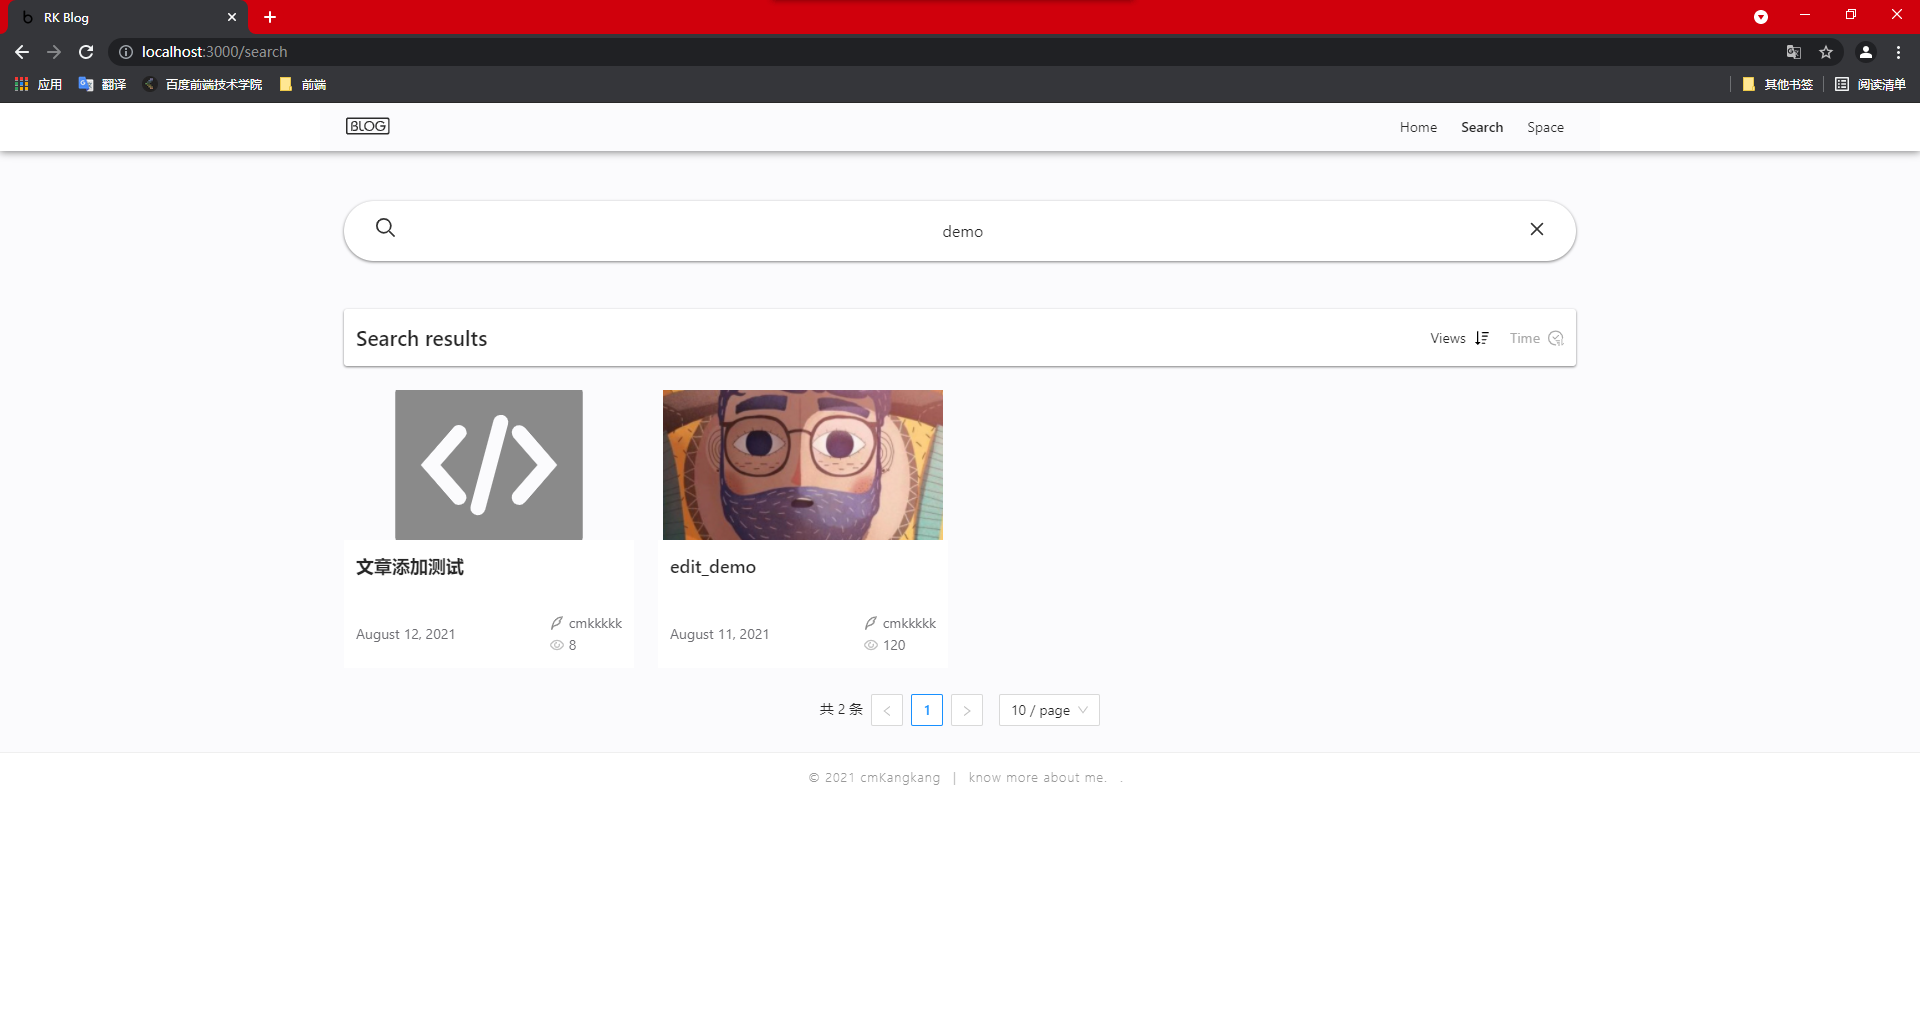 RK Blog
localhost:3000/search
应用 翻译 百度前端技术学院 前端 其他书签 阅读清单
BLOG Home Search Space
demo
Search results Views Time
文章添加测试
August 12, 2021
cmkkkkk
8
edit_demo
August 11, 2021
cmkkkkk
120
共 2 条 < 1 > 10 / page
© 2021 cmKangkang | know more about me. .